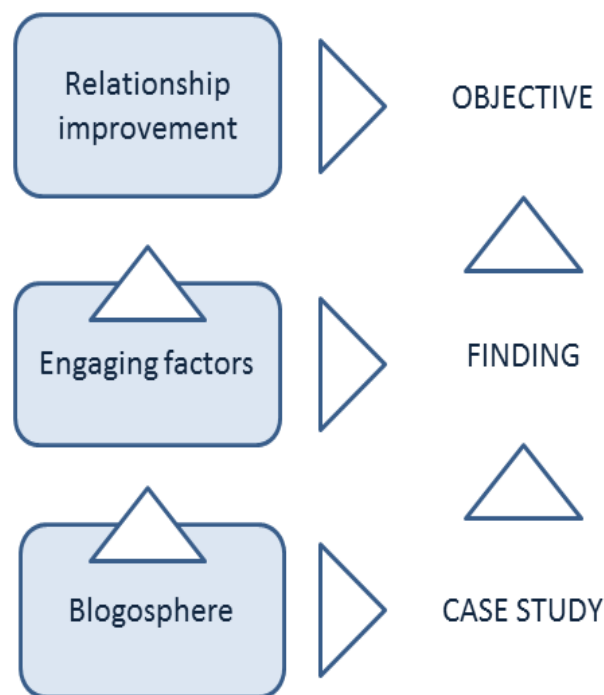 Relationship
improvement
OBJECTIVE
Engaging factors
FINDING
Blogosphere
CASE STUDY